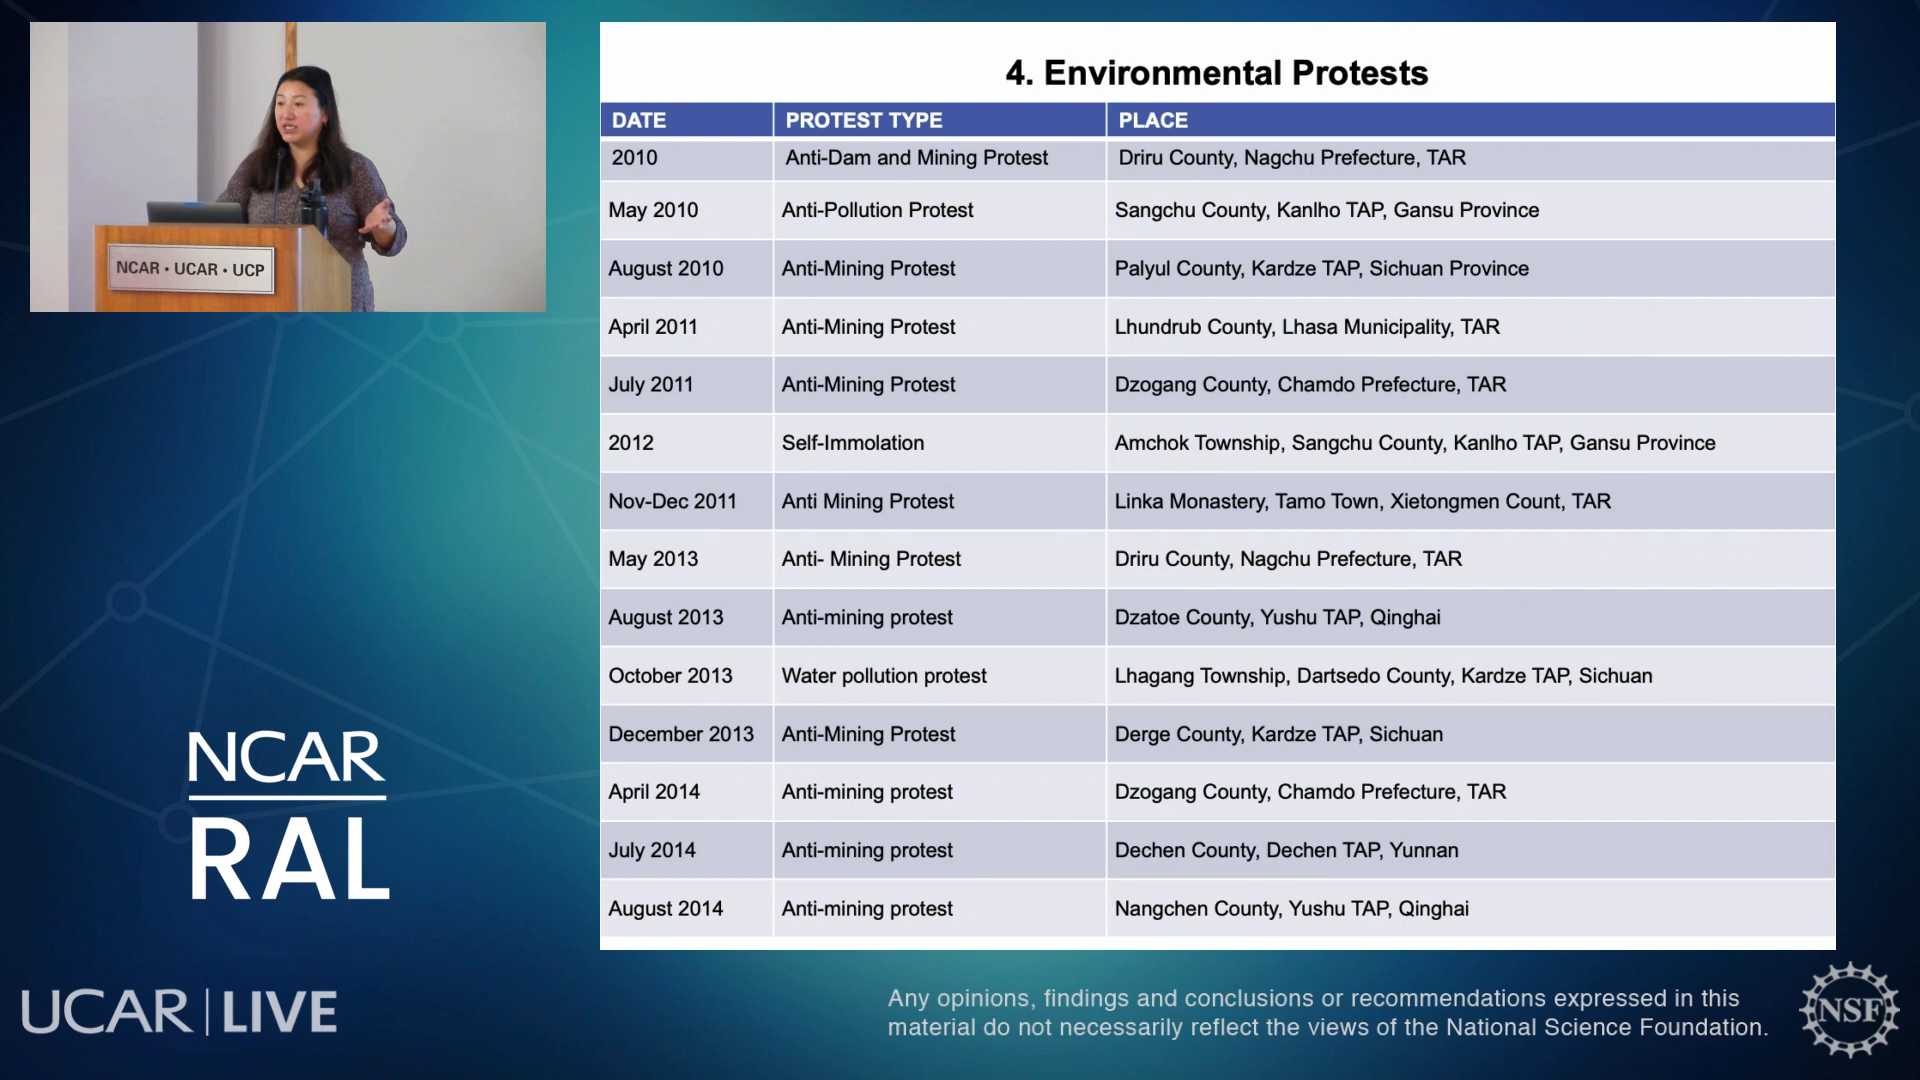 NCAR • UCAR • UCP
4. Environmental Protests
DATE PROTEST TYPE PLACE
2010 Anti-Dam and Mining Protest Driru County, Nagchu Prefecture, TAR
May 2010 Anti-Pollution Protest Sangchu County, Kanlho TAP, Gansu Province
August 2010 Anti-Mining Protest Palyul County, Kardze TAP, Sichuan Province
April 2011 Anti-Mining Protest Lhundrub County, Lhasa Municipality, TAR
July 2011 Anti-Mining Protest Dzogang County, Chamdo Prefecture, TAR
2012 Self-Immolation Amchok Township, Sangchu County, Kanlho TAP, Gansu Province
Nov-Dec 2011 Anti Mining Protest Linka Monastery, Tamo Town, Xietongmen Count, TAR
May 2013 Anti- Mining Protest Driru County, Nagchu Prefecture, TAR
August 2013 Anti-mining protest Dzatoe County, Yushu TAP, Qinghai
October 2013 Water pollution protest Lhagang Township, Dartsedo County, Kardze TAP, Sichuan
December 2013 Anti-Mining Protest Derge County, Kardze TAP, Sichuan
April 2014 Anti-mining protest Dzogang County, Chamdo Prefecture, TAR
July 2014 Anti-mining protest Dechen County, Dechen TAP, Yunnan
August 2014 Anti-mining protest Nangchen County, Yushu TAP, Qinghai
NCAR
RAL
UCAR | LIVE
Any opinions, findings and conclusions or recommendations expressed in this
material do not necessarily reflect the views of the National Science Foundation.
NSF